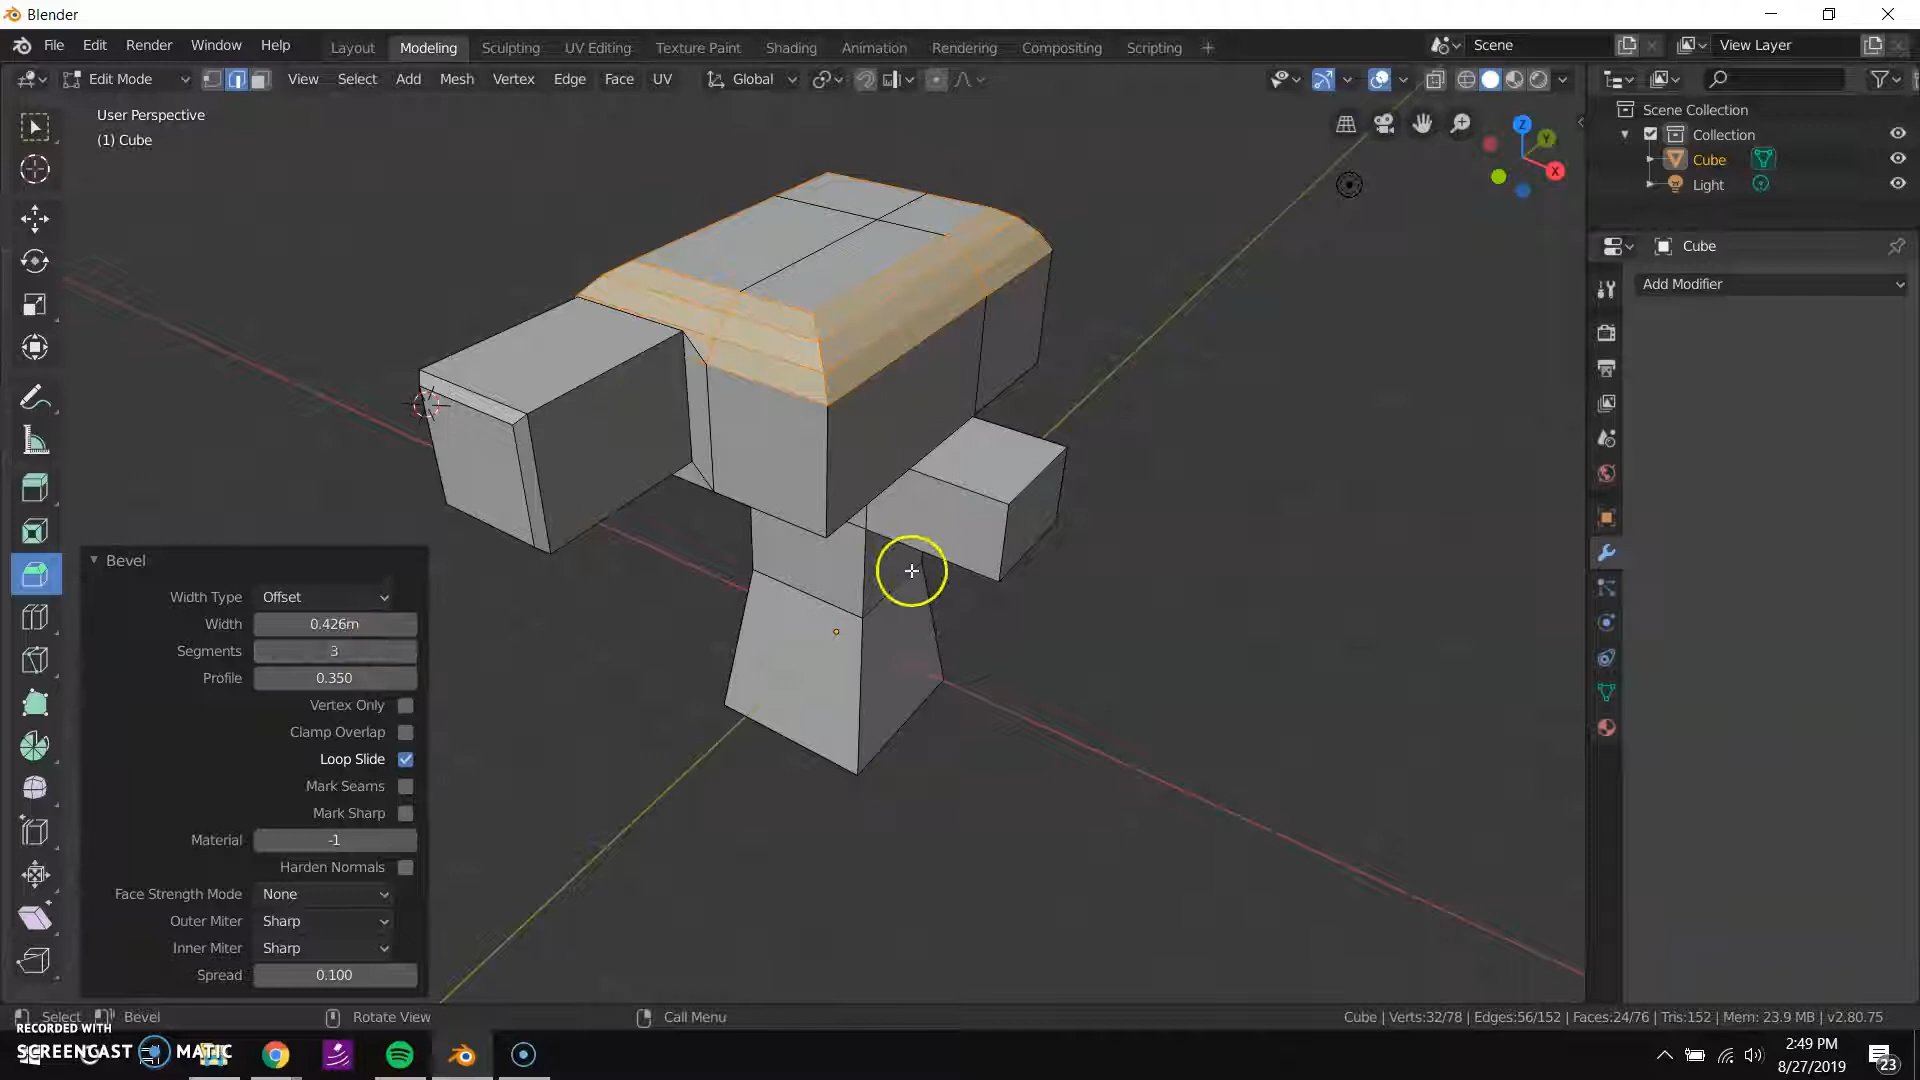 Blender
File Edit Render Window Help
Layout Modeling Sculpting UV Editing Texture Paint Shading Animation Rendering Compositing Scripting +
Scene
View Layer
Edit Mode
View Select Add Mesh Vertex Edge Face UV
Global
User Perspective
(1) Cube
Z
Y
X
Scene Collection
Collection
Cube
Light
Cube
Add Modifier
Bevel
Width Type Offset
Width 0.426m
Segments 3
Profile 0.350
Vertex Only
Clamp Overlap
Loop Slide
Mark Seams
Mark Sharp
Material -1
Harden Normals
Face Strength Mode None
Outer Miter Sharp
Inner Miter Sharp
Spread 0.100
Select Bevel Rotate View Call Menu
Cube | Verts:32/78 | Edges:56/152 | Faces:24/76 | Tris:152 | Mem: 23.9 MB | v2.80.75
RECORDED WITH
SCREENCAST MATIC
2:49 PM
8/27/2019
23